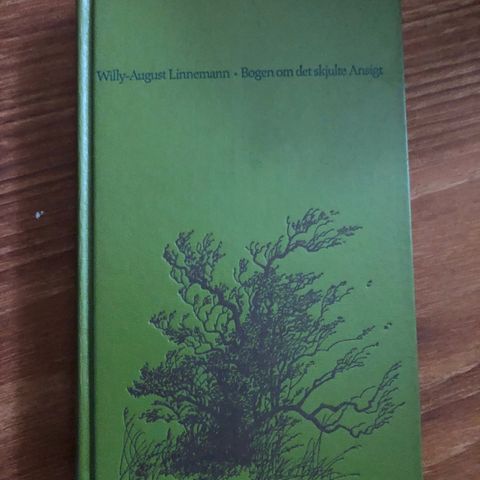 Willy-August Linnemann • Bogen om det skjulte Ansigt